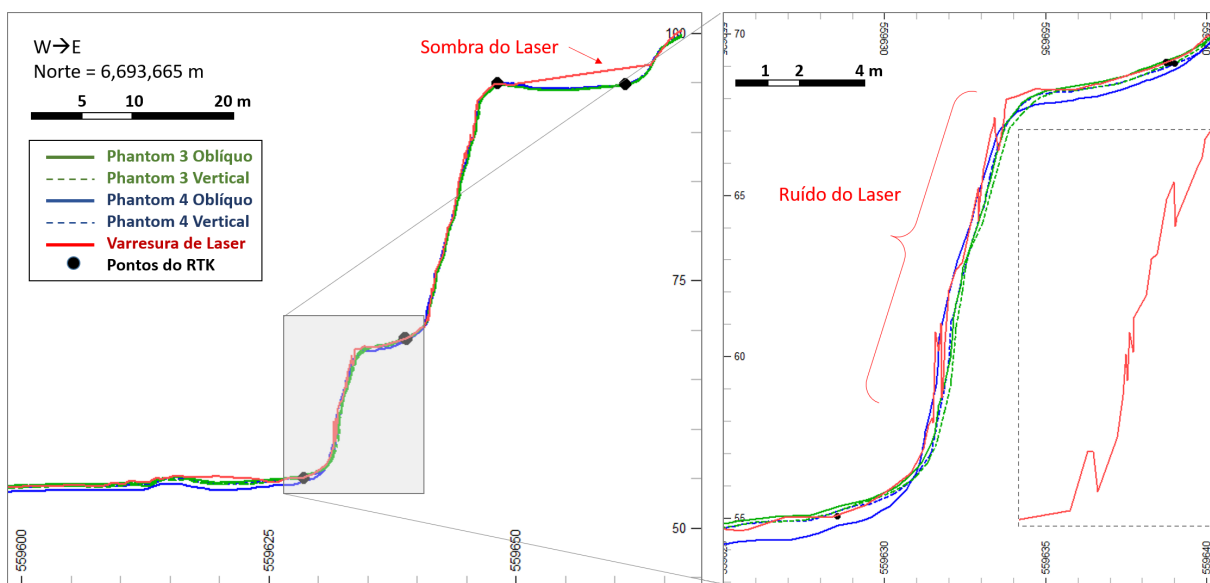 W→E
Norte = 6,693,665 m
5 10 20 m
Phantom 3 Oblíquo
Phantom 3 Vertical
Phantom 4 Oblíquo
Phantom 4 Vertical
Varresura de Laser
Pontos do RTK
Sombra do Laser
100
75
50
559600
559625
559650
1 2 4 m
Ruído do Laser
559630
559635
70
65
60
55
559630
559635
559640